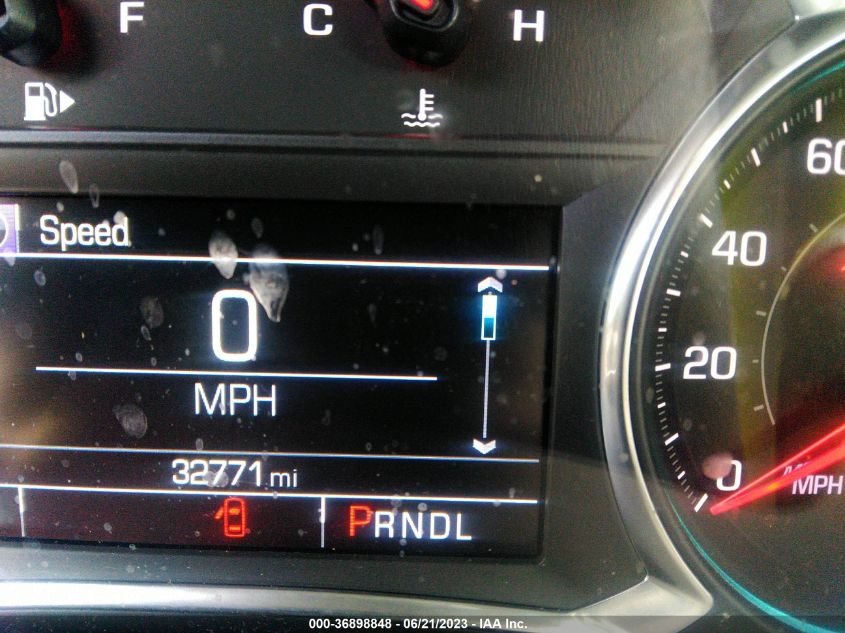 F C H
Speed
0
MPH
32771 mi
PRNDL
60
40
20
0
MPH
000-36898848 - 06/21/2023 - IAA Inc.